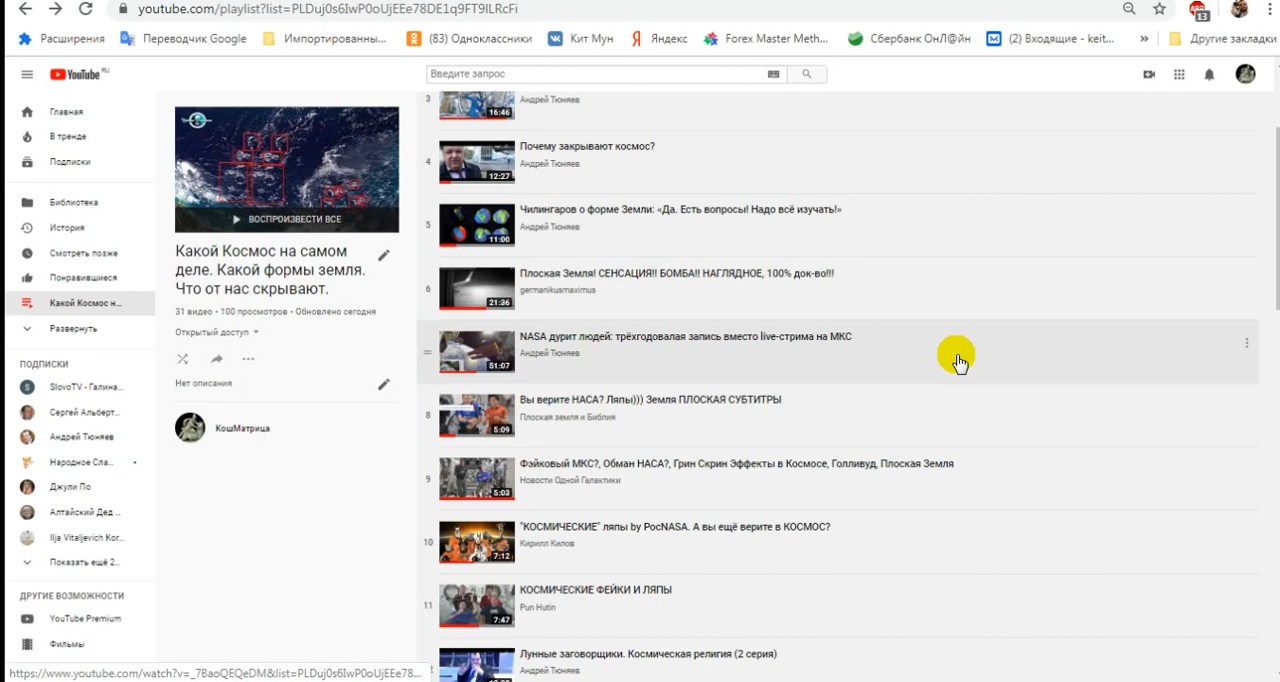 youtube.com/playlist?list=PLDuj0s6IwP0oUjEEe78DE1q9FT9ILRcFi
13
Расширения
Переводчик Google
Импортированны...
(83) Одноклассники
Кит Мун
Яндекс
Forex Master Meth...
Сбербанк ОнЛ@йн
(2) Входящие - keit...
»
Другие закладки
YouTube PL
Введите запрос
Главная
В тренде
Подписки
Библиотека
История
Смотреть позже
Понравившиеся
Какой Космос н...
Развернуть
ПОДПИСКИ
SlovoTV - Галина...
Сергей Альберт...
Андрей Тюняев
Народное Сла...
Джули По
Алтайский Дед ...
Ilja Vitaljevich Kor...
Показать ещё 2...
ДРУГИЕ ВОЗМОЖНОСТИ
YouTube Premium
Фильмы
ВОСПРОИЗВЕСТИ ВСЕ
Какой Космос на самом
деле. Какой формы земля.
Что от нас скрывают.
31 видео • 100 просмотров • Обновлено сегодня
Открытый доступ
Нет описания
КошМатрица
3
16:46
Андрей Тюняев
4
12:27
Почему закрывают космос?
Андрей Тюняев
5
11:00
Чилингаров о форме Земли: «Да. Есть вопросы! Надо всё изучать!»
Андрей Тюняев
6
21:36
Плоская Земля! СЕНСАЦИЯ!! БОМБА!! НАГЛЯДНОЕ, 100% док-во!!!
germanikusmaximus
51:07
NASA дурит людей: трёхгодовалая запись вместо live-стрима на МКС
Андрей Тюняев
8
5:09
Вы верите НАСА? Ляпы))) Земля ПЛОСКАЯ СУБТИТРЫ
Плоская земля и Библия
9
5:03
Фэйковый МКС?, Обман НАСА?, Грин Скрин Эффекты в Космосе, Голливуд, Плоская Земля
Новости Одной Галактики
10
7:12
"КОСМИЧЕСКИЕ" ляпы by РосNASA. А вы ещё верите в КОСМОС?
Кирилл Килов
11
7:47
КОСМИЧЕСКИЕ ФЕЙКИ И ЛЯПЫ
Pun Hutin
Лунные заговорщики. Космическая религия (2 серия)
Андрей Тюняев
https://www.youtube.com/watch?v=_7BaoQEQeDM&list=PLDuj0s6IwP0oUjEEe78...